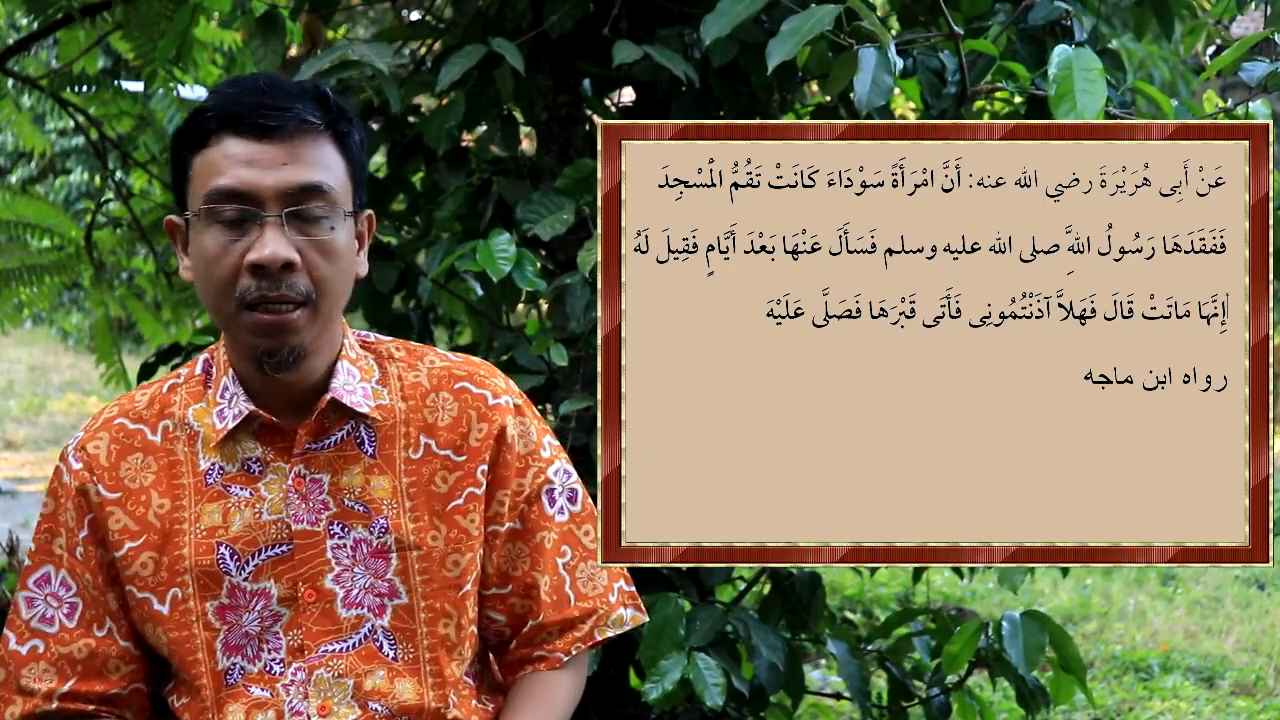 عَنْ أَبِى هُرَيْرَةَ رضي الله عنه: أَنَّ امْرَأَةً سَوْدَاءَ كَانَتْ تَقُمُّ الْمَسْجِدَ
فَفَقَدَهَا رَسُولُ اللَّهِ صلى الله عليه وسلم فَسَأَلَ عَنْهَا بَعْدَ أَيَّامٍ فَقِيلَ لَهُ
إِنَّهَا مَاتَتْ قَالَ فَهَلاَّ آذَنْتُمُونِى فَأَتَى قَبْرَهَا فَصَلَّى عَلَيْهَ
رواه ابن ماجه